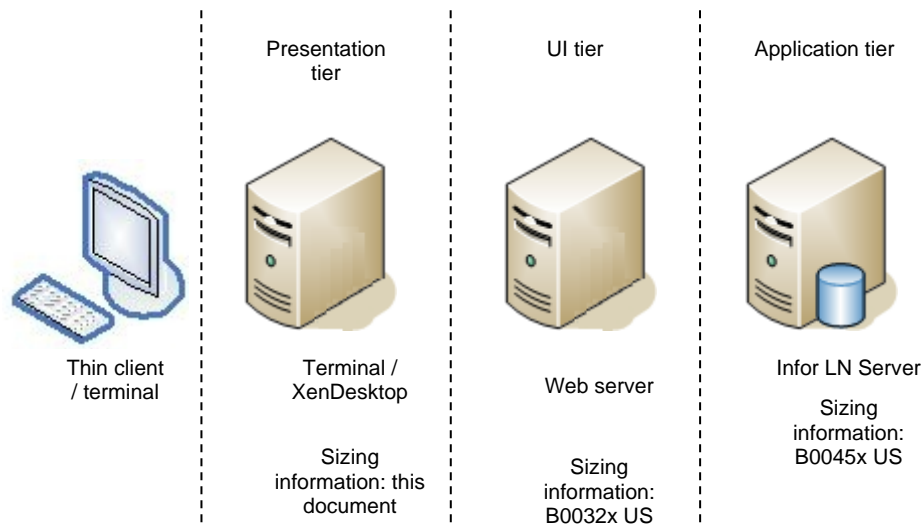 Presentation
tier
UI tier
Application tier
Thin client
/ terminal
Terminal /
XenDesktop
Sizing
information: this
document
Web server
Sizing
information:
B0032x US
Infor LN Server
Sizing
information:
B0045x US